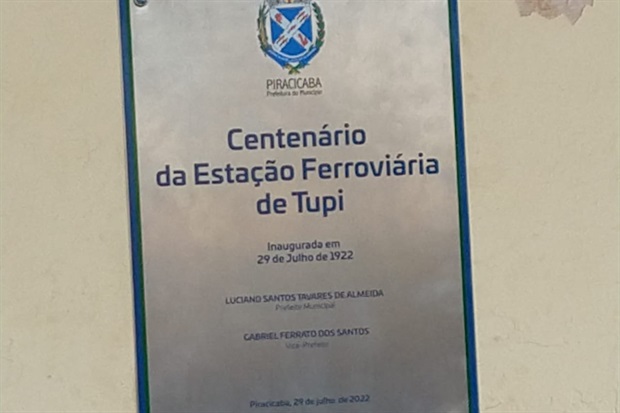 PIRACICABA
Prefeitura do Município
Centenário
da Estação Ferroviária
de Tupi
Inaugurada em
29 de Julho de 1922
LUCIANO SANTOS TAVARES DE ALMEIDA
Prefeito Municipal
GABRIEL FERRATO DOS SANTOS
Vice-Prefeito
Piracicaba, 29 de julho, de 2022